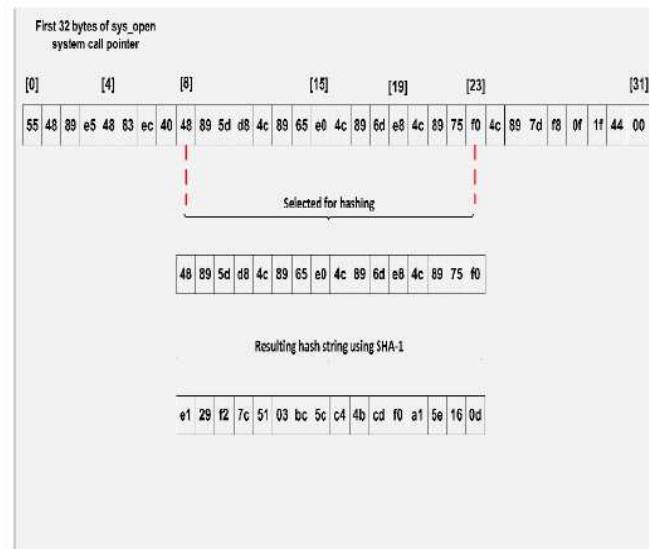 First 32 bytes of sys_open
system call pointer
[0] [4] [8] [15] [19] [23] [31]
55 48 89 e5 48 83 ec 40 48 89 5d d8 4c 89 65 e0 4c 89 6d e8 4c 89 75 f0 4c 89 7d f8 0f 1f 44 00
Selected for hashing
48 89 5d d8 4c 89 65 e0 4c 89 6d e8 4c 89 75 f0
Resulting hash string using SHA-1
e1 29 f2 7c 51 03 bc 5c c4 4b cd f0 a1 5e 16 0d